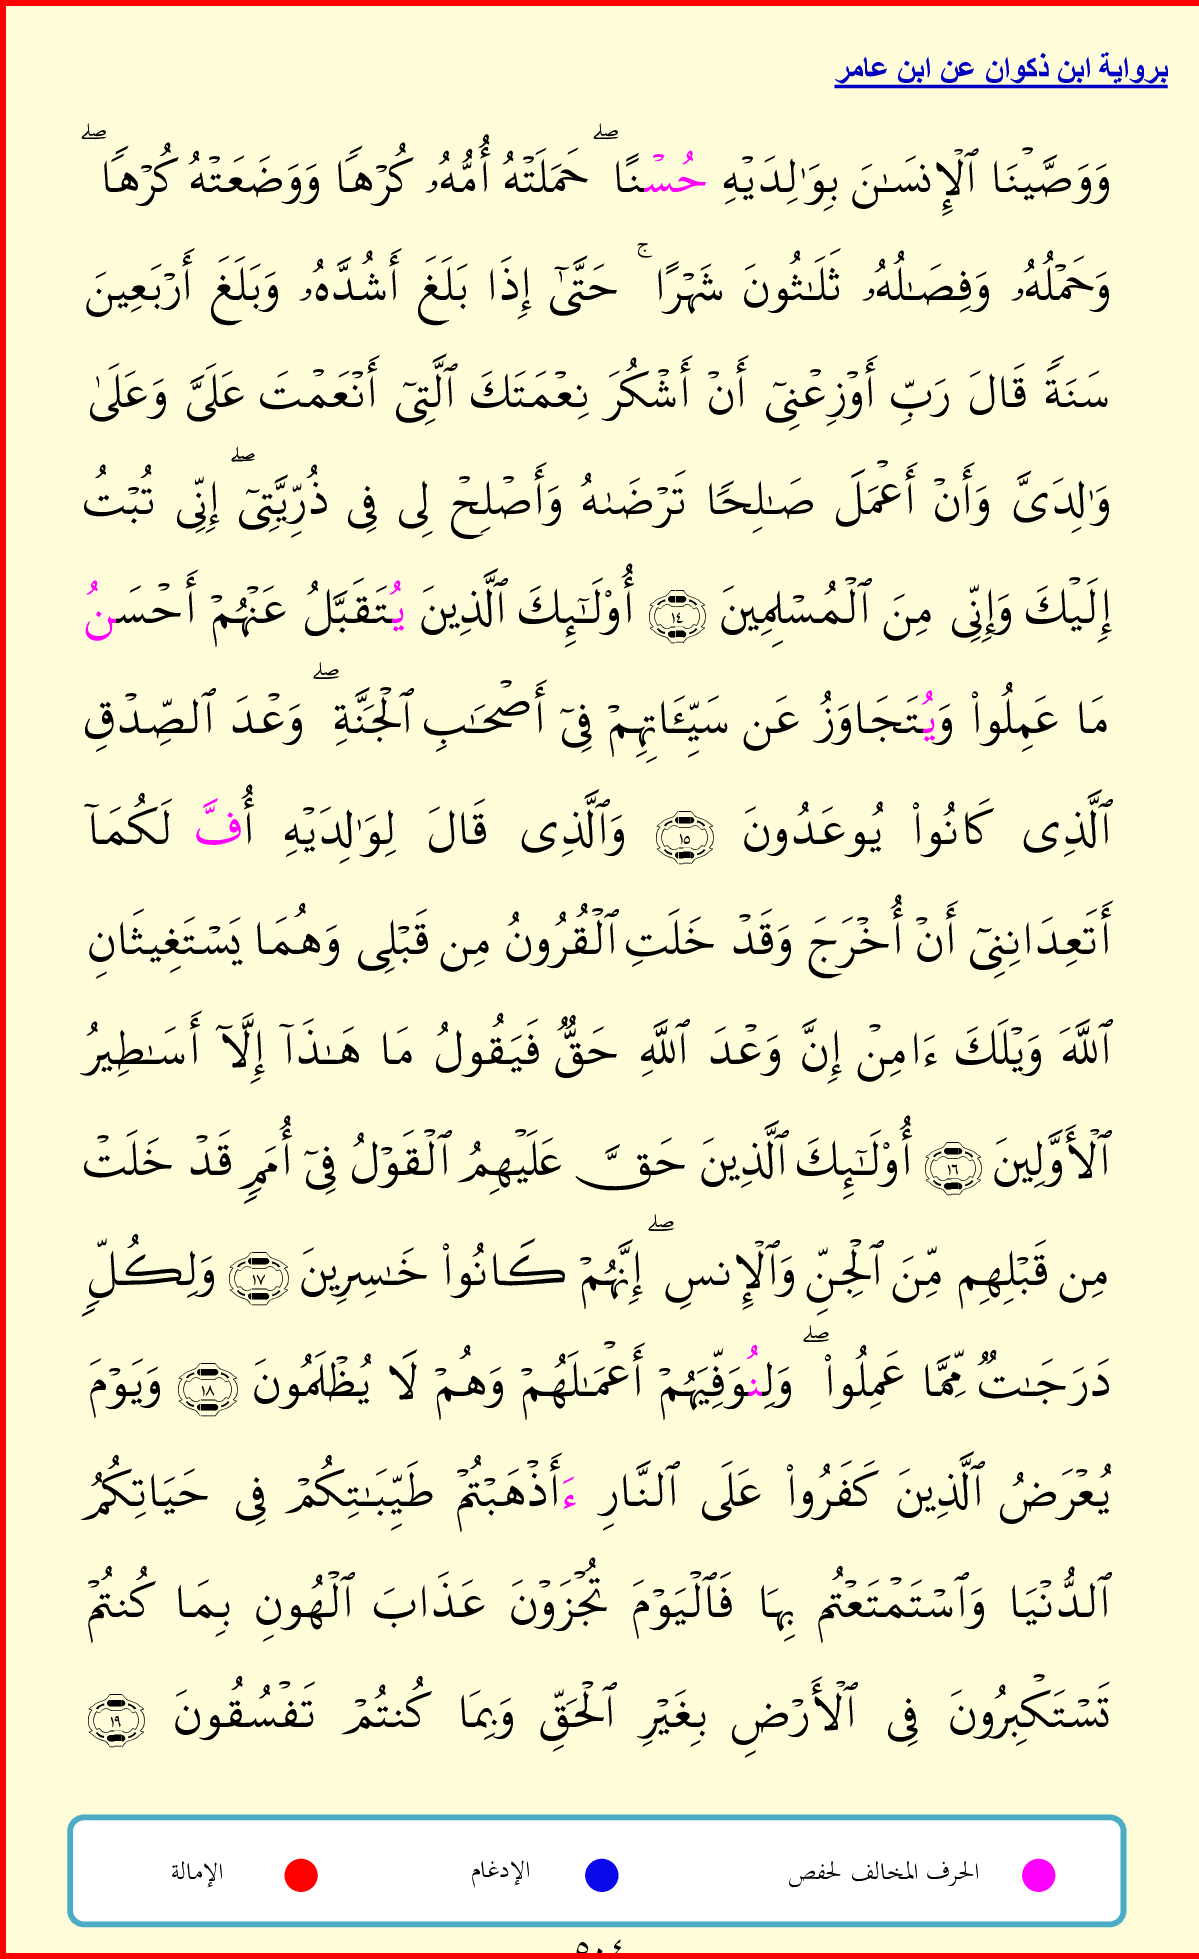 برواية ابن ذكوان عن ابن عامر
وَوَصَّيْنَا ٱلْإِنسَـٰنَ بِوَٰلِدَيْهِ حُسْنًا ۖ حَمَلَتْهُ أُمُّهُۥ كُرْهًا وَوَضَعَتْهُ كُرْهًا ۖ
وَحَمْلُهُۥ وَفِصَـٰلُهُۥ ثَلَـٰثُونَ شَهْرًا ۚ حَتَّىٰٓ إِذَا بَلَغَ أَشُدَّهُۥ وَبَلَغَ أَرْبَعِينَ
سَنَةً قَالَ رَبِّ أَوْزِعْنِىٓ أَنْ أَشْكُرَ نِعْمَتَكَ ٱلَّتِىٓ أَنْعَمْتَ عَلَىَّ وَعَلَىٰ
وَٰلِدَىَّ وَأَنْ أَعْمَلَ صَـٰلِحًا تَرْضَىٰهُ وَأَصْلِحْ لِى فِى ذُرِّيَّتِىٓ ۖ إِنِّى تُبْتُ
إِلَيْكَ وَإِنِّى مِنَ ٱلْمُسْلِمِينَ ١٤ أُو۟لَـٰٓئِكَ ٱلَّذِينَ يُتَقَبَّلُ عَنْهُمْ أَحْسَنُ
مَا عَمِلُوا۟ وَيُتَجَاوَزُ عَن سَيِّـَٔاتِهِمْ فِىٓ أَصْحَـٰبِ ٱلْجَنَّةِ ۖ وَعْدَ ٱلصِّدْقِ
ٱلَّذِى كَانُوا۟ يُوعَدُونَ ١٥ وَٱلَّذِى قَالَ لِوَٰلِدَيْهِ أُفَّ لَكُمَآ
أَتَعِدَانِنِىٓ أَنْ أُخْرَجَ وَقَدْ خَلَتِ ٱلْقُرُونُ مِن قَبْلِى وَهُمَا يَسْتَغِيثَانِ
ٱللَّهَ وَيْلَكَ ءَامِنْ إِنَّ وَعْدَ ٱللَّهِ حَقٌّ فَيَقُولُ مَا هَـٰذَآ إِلَّآ أَسَـٰطِيرُ
ٱلْأَوَّلِينَ ١٦ أُو۟لَـٰٓئِكَ ٱلَّذِينَ حَقَّ عَلَيْهِمُ ٱلْقَوْلُ فِىٓ أُمَمٍ قَدْ خَلَتْ
مِن قَبْلِهِم مِّنَ ٱلْجِنِّ وَٱلْإِنسِ ۖ إِنَّهُمْ كَانُوا۟ خَـٰسِرِينَ ١٧ وَلِكُلٍّ
دَرَجَـٰتٌ مِّمَّا عَمِلُوا۟ ۖ وَلِنُوَفِّيَهُمْ أَعْمَـٰلَهُمْ وَهُمْ لَا يُظْلَمُونَ ١٨ وَيَوْمَ
يُعْرَضُ ٱلَّذِينَ كَفَرُوا۟ عَلَى ٱلنَّارِ ءَأَذْهَبْتُمْ طَيِّبَـٰتِكُمْ فِى حَيَاتِكُمُ
ٱلدُّنْيَا وَٱسْتَمْتَعْتُم بِهَا فَٱلْيَوْمَ تُجْزَوْنَ عَذَابَ ٱلْهُونِ بِمَا كُنتُمْ
تَسْتَكْبِرُونَ فِى ٱلْأَرْضِ بِغَيْرِ ٱلْحَقِّ وَبِمَا كُنتُمْ تَفْسُقُونَ ١٩
الحرف المخالف لحفص الإدغام الإمالة
٥٠٤